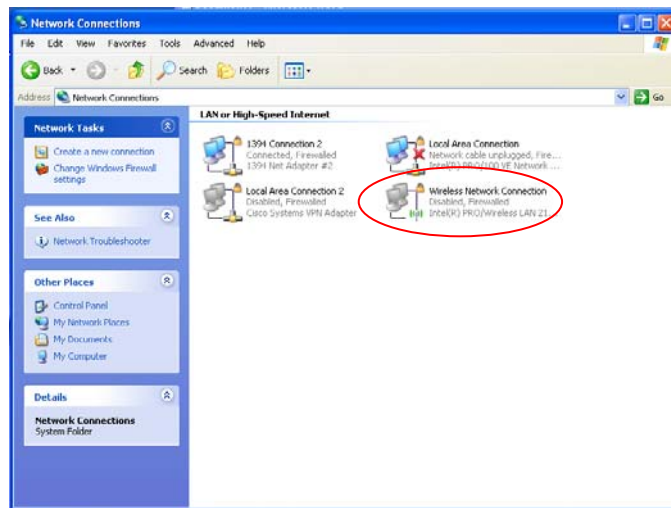 Network Connections
File Edit View Favorites Tools Advanced Help
Back Search Folders
Address Network Connections Go
LAN or High-Speed Internet
Network Tasks
Create a new connection
Change Windows Firewall
settings
See Also
Network Troubleshooter
Other Places
Control Panel
My Network Places
My Documents
My Computer
Details
Network Connections
System Folder
1394 Connection 2
Connected, Firewalled
1394 Net Adapter #2
Local Area Connection
Network cable unplugged, Fire...
Intel(R) PRO/100 VE Network ...
Local Area Connection 2
Disabled, Firewalled
Cisco Systems VPN Adapter
Wireless Network Connection
Disabled, Firewalled
Intel(R) PRO/Wireless LAN 21...